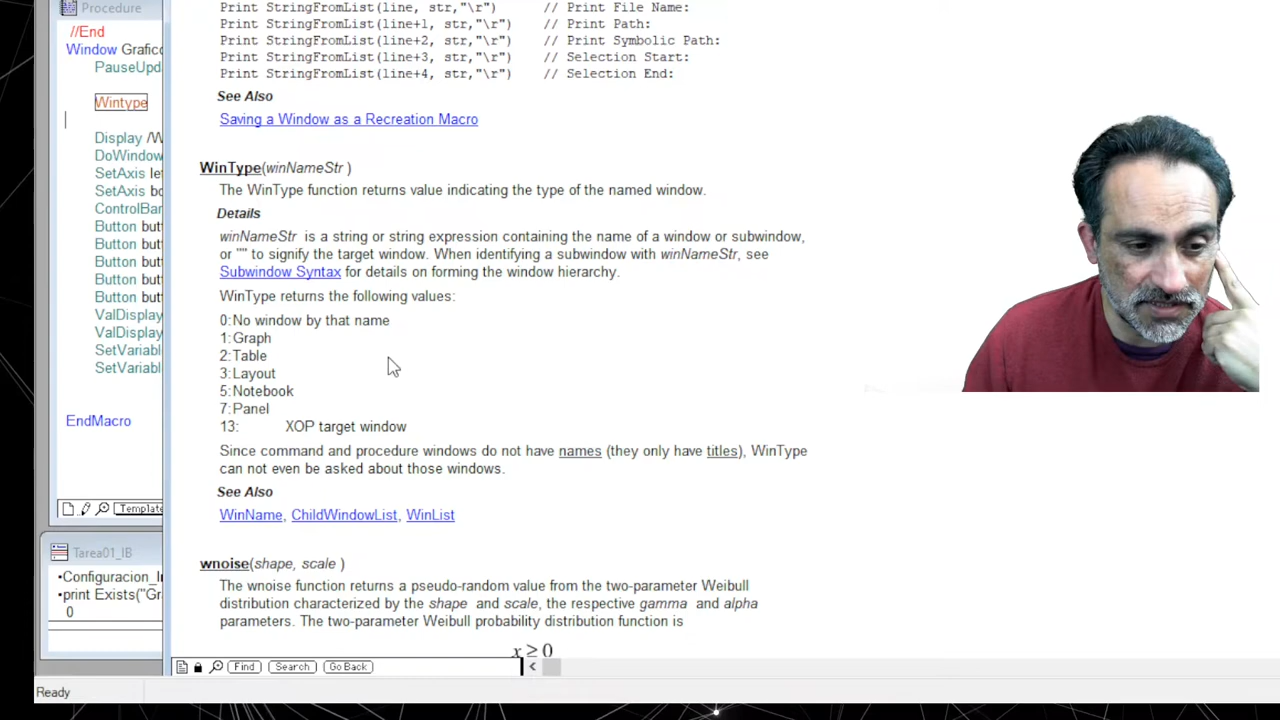 Procedure
//End
Window Grafico
PauseUpd
Wintype
Display /W
DoWindow
SetAxis le
SetAxis bo
ControlBar
Button but
Button but
Button but
Button but
Button but
ValDisplay
ValDisplay
SetVariabl
SetVariabl
EndMacro
Templat
Tarea01_IB
•Configuracion_In
•print Exists("Gr
0
Ready
Print StringFromList(line, str,"\r") // Print File Name:
Print StringFromList(line+1, str,"\r") // Print Path:
Print StringFromList(line+2, str,"\r") // Print Symbolic Path:
Print StringFromList(line+3, str,"\r") // Selection Start:
Print StringFromList(line+4, str,"\r") // Selection End:
See Also
Saving a Window as a Recreation Macro
WinType(winNameStr )
The WinType function returns value indicating the type of the named window.
Details
winNameStr is a string or string expression containing the name of a window or subwindow,
or "" to signify the target window. When identifying a subwindow with winNameStr, see
Subwindow Syntax for details on forming the window hierarchy.
WinType returns the following values:
0:No window by that name
1:Graph
2:Table
3:Layout
5:Notebook
7:Panel
13: XOP target window
Since command and procedure windows do not have names (they only have titles), WinType
can not even be asked about those windows.
See Also
WinName, ChildWindowList, WinList
wnoise(shape, scale )
The wnoise function returns a pseudo-random value from the two-parameter Weibull
distribution characterized by the shape and scale, the respective gamma and alpha
parameters. The two-parameter Weibull probability distribution function is
x ≥ 0
Find Search Go Back